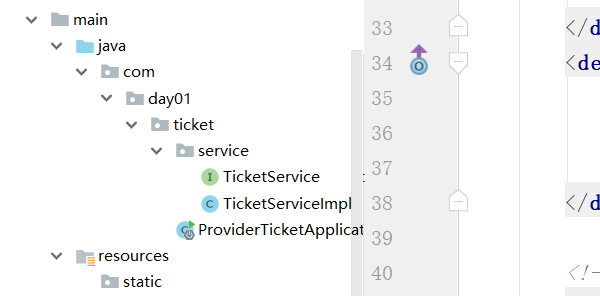 main
java
com
day01
ticket
service
TicketService
TicketServiceImpl
ProviderTicketApplicat
resources
static
33
34
35
36
37
38
39
40
</d
<de
</d
<!-